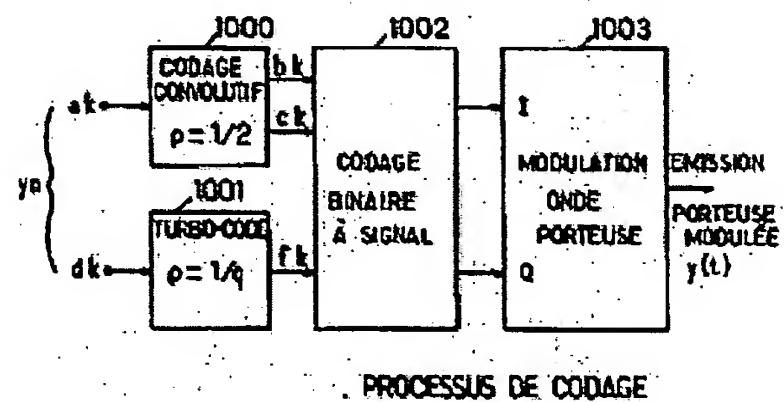 1000
1002
1003
CODAGE
CONVOLUTIF
ρ=1/2
ak
bk
ck
yn
1001
TURBO-CODE
ρ=1/q
dk
fk
CODAGE
BINAIRE
À SIGNAL
I
Q
MODULATION
ONDE
PORTEUSE
EMISSION
PORTEUSE
MODULÉE
y(t)
PROCESSUS DE CODAGE